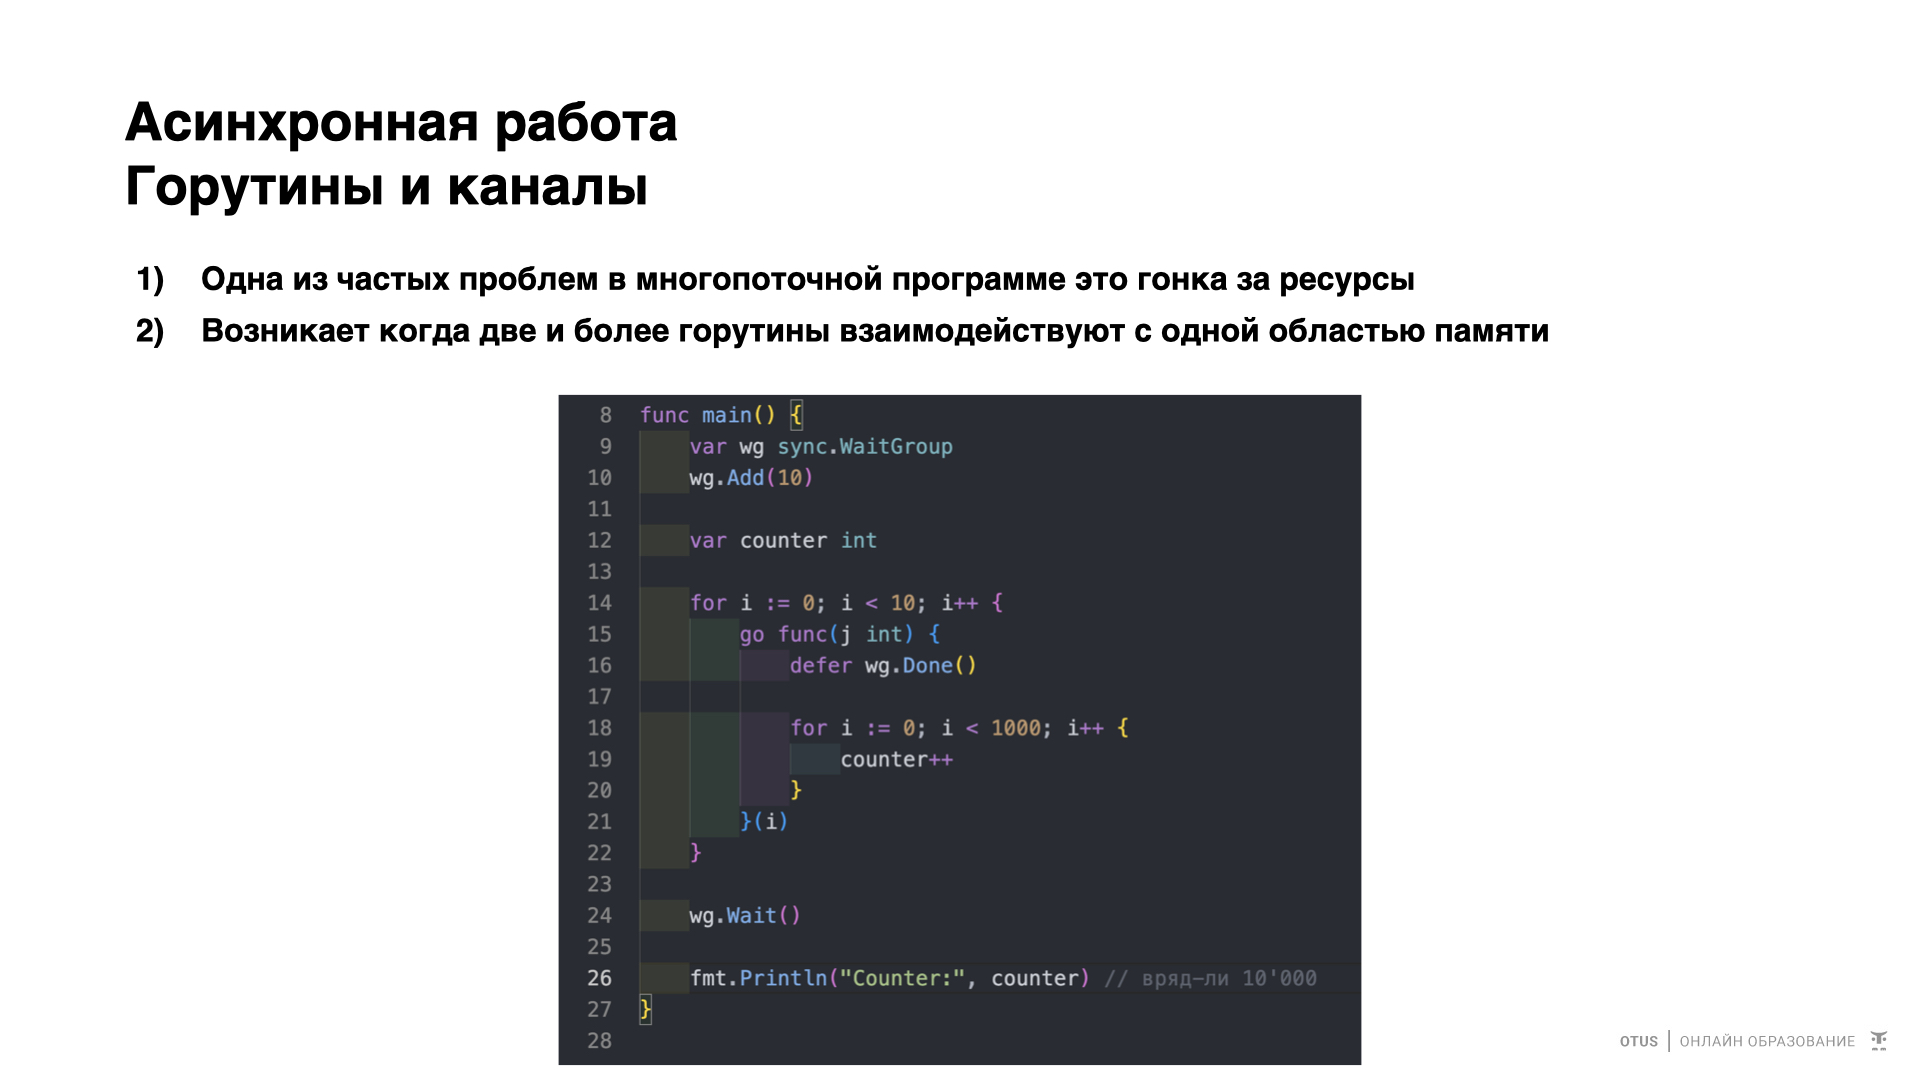 Асинхронная работа
Горутины и каналы
1) Одна из частых проблем в многопоточной программе это гонка за ресурсы
2) Возникает когда две и более горутины взаимодействуют с одной областью памяти
8 func main() {
9 var wg sync.WaitGroup
10 wg.Add(10)
11
12 var counter int
13
14 for i := 0; i < 10; i++ {
15 go func(j int) {
16 defer wg.Done()
17
18 for i := 0; i < 1000; i++ {
19 counter++
20 }
21 }(i)
22 }
23
24 wg.Wait()
25
26 fmt.Println("Counter:", counter) // вряд-ли 10'000
27 }
28
OTUS | ОНЛАЙН ОБРАЗОВАНИЕ